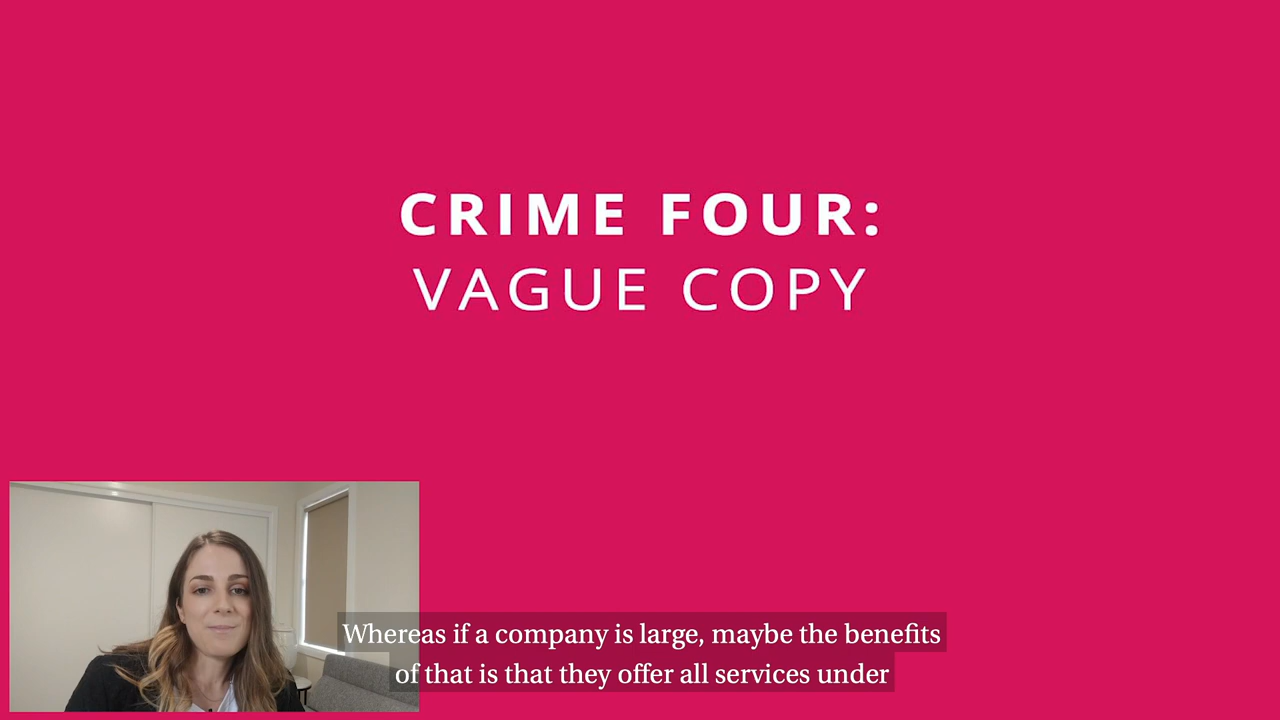 CRIME FOUR:
VAGUE COPY
Whereas if a company is large, maybe the benefits
of that is that they offer all services under